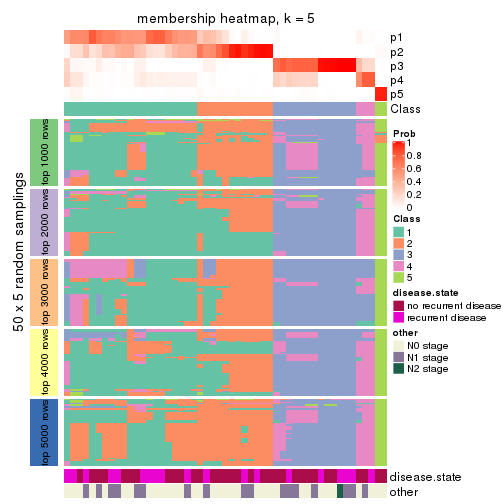 membership heatmap, k = 5
p1
p2
p3
p4
p5
Class
50 x 5 random samplings
top 1000 rows
top 2000 rows
top 3000 rows
top 4000 rows
top 5000 rows
disease.state
other
Prob
1
0.8
0.6
0.4
0.2
0
Class
1
2
3
4
5
disease.state
no recurrent disease
recurrent disease
other
N0 stage
N1 stage
N2 stage